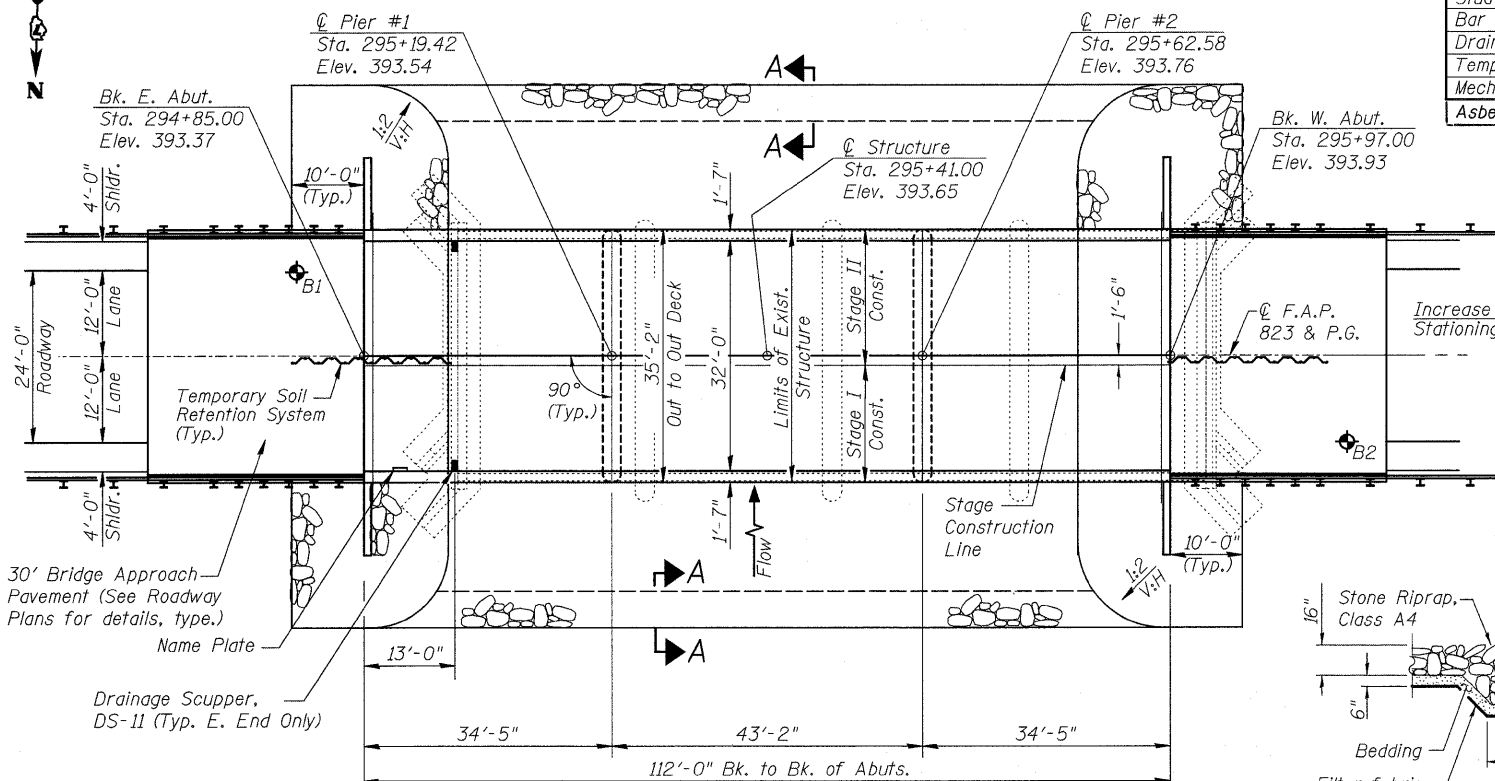 N
℄ Pier #1
Sta. 295+19.42
Elev. 393.54
℄ Pier #2
Sta. 295+62.58
Elev. 393.76
Bar
Asbe
Bk. E. Abut.
Sta. 294+85.00
Elev. 393.37
A
A
Bk. W. Abut.
Sta. 295+97.00
Elev. 393.93
℄ Structure
Sta. 295+41.00
Elev. 393.65
1:2
V:H
10'-0"
(Typ.)
4'-0"
Shldr.
1'-7"
B1
24'-0"
Roadway
12'-0"
Lane
12'-0"
Lane
Temporary Soil
Retention System
(Typ.)
90°
(Typ.)
35'-2"
Out to Out Deck
32'-0"
Limits of Exist.
Structure
Stage II
Const.
Stage I
Const.
1'-6"
℄ F.A.P.
823 & P.G.
Increase
Stationing
B2
4'-0"
Shldr.
1'-7"
Flow
Stage
Construction
Line
10'-0"
(Typ.)
1:2
V:H
30' Bridge Approach
Pavement (See Roadway
Plans for details, type.)
Name Plate
A
A
13'-0"
Drainage Scupper,
DS-11 (Typ. E. End Only)
Stone Riprap,
Class A4
16"
6"
Bedding
34'-5"
43'-2"
34'-5"
112'-0" Bk. to Bk. of Abuts.